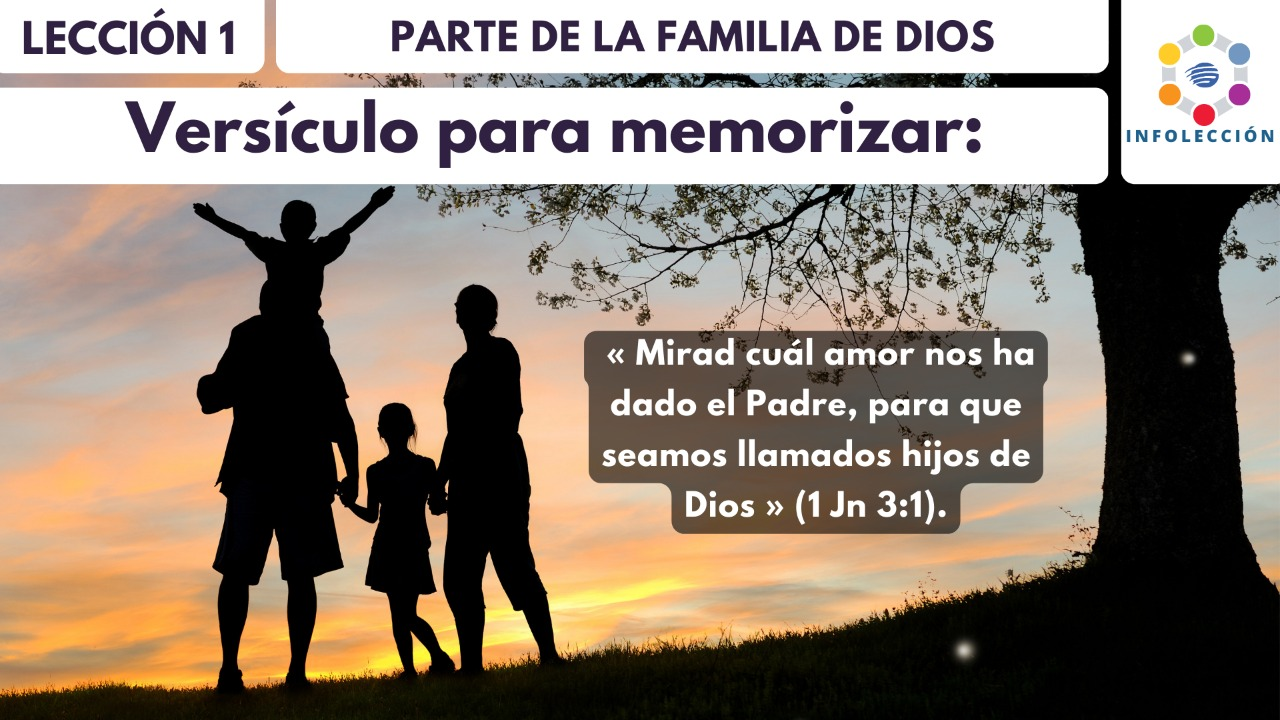 LECCIÓN 1
PARTE DE LA FAMILIA DE DIOS
Versículo para memorizar:
INFOLECCIÓN
« Mirad cuál amor nos ha
dado el Padre, para que
seamos llamados hijos de
Dios » (1 Jn 3:1).